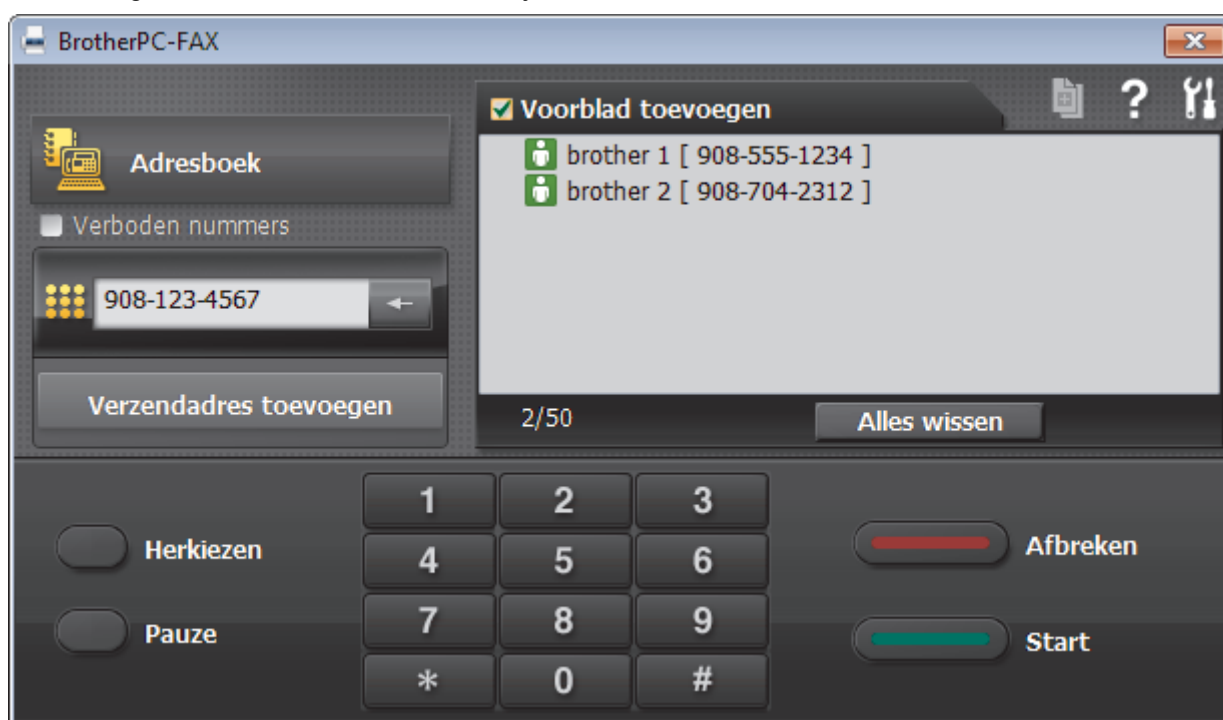 BrotherPC-FAX
Adresboek
Verboden nummers
908-123-4567
Verzendadres toevoegen
Voorblad toevoegen
?
brother 1 [ 908-555-1234 ]
brother 2 [ 908-704-2312 ]
2/50
Alles wissen
Herkiezen
Pauze
1 2 3
4 5 6
7 8 9
* 0 #
Afbreken
Start